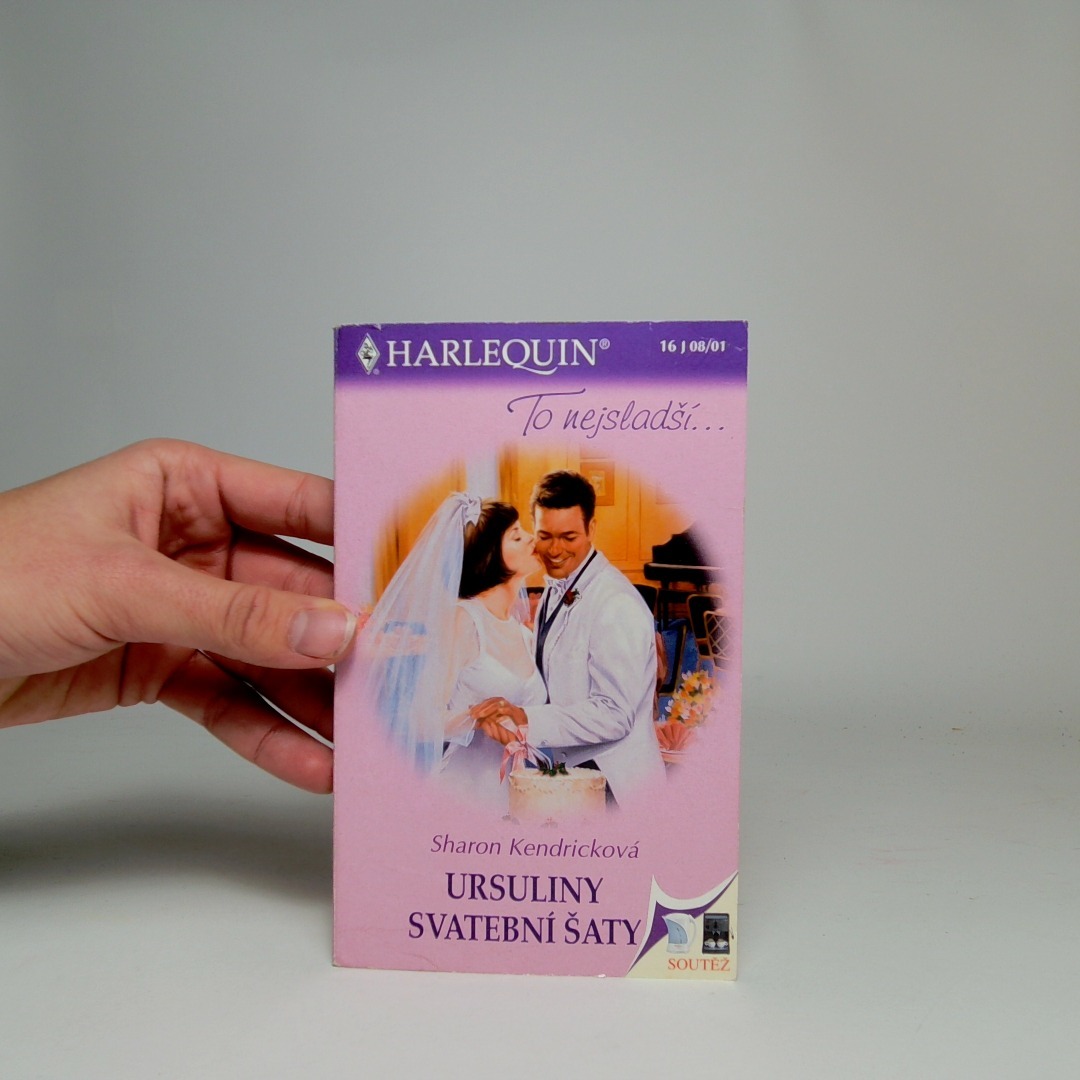 HARLEQUIN®
16 J 08/01
To nejsladší...
Sharon Kendricková
URSULINY
SVATEBNÍ ŠATY
SOUTĚŽ